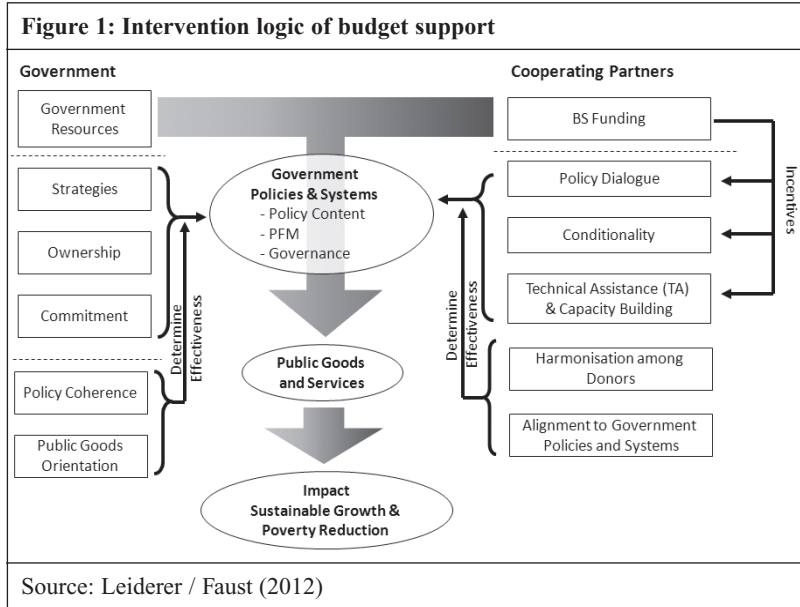 Figure 1: Intervention logic of budget support
Government
Government
Resources
Strategies
Ownership
Commitment
Determine
Effectiveness
Policy Coherence
Public Goods
Orientation
Government
Policies & Systems
- Policy Content
- PFM
- Governance
Public Goods
and Services
Impact
Sustainable Growth &
Poverty Reduction
Cooperating Partners
BS Funding
Policy Dialogue
Conditionality
Technical Assistance (TA)
& Capacity Building
Incentives
Determine
Effectiveness
Harmonisation among
Donors
Alignment to Government
Policies and Systems
Source: Leiderer / Faust (2012)